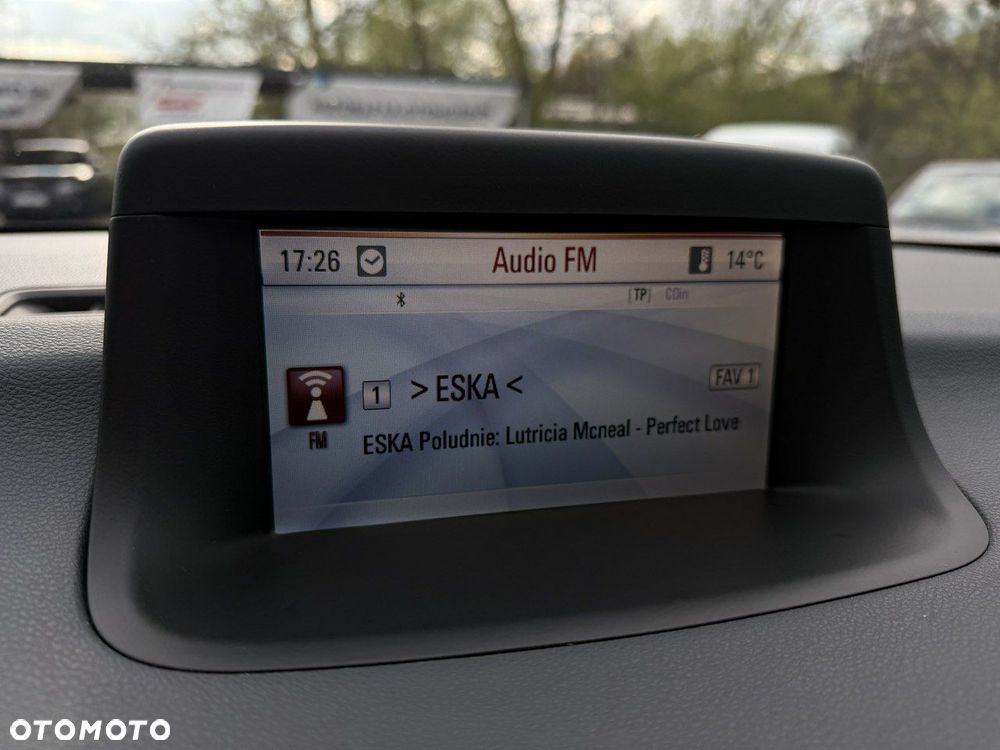 17:26 Audio FM 14°C
[TP] CDin
1 > ESKA < FAV 1
FM ESKA Poludnie: Lutricia Mcneal - Perfect Love
OTOMOTO